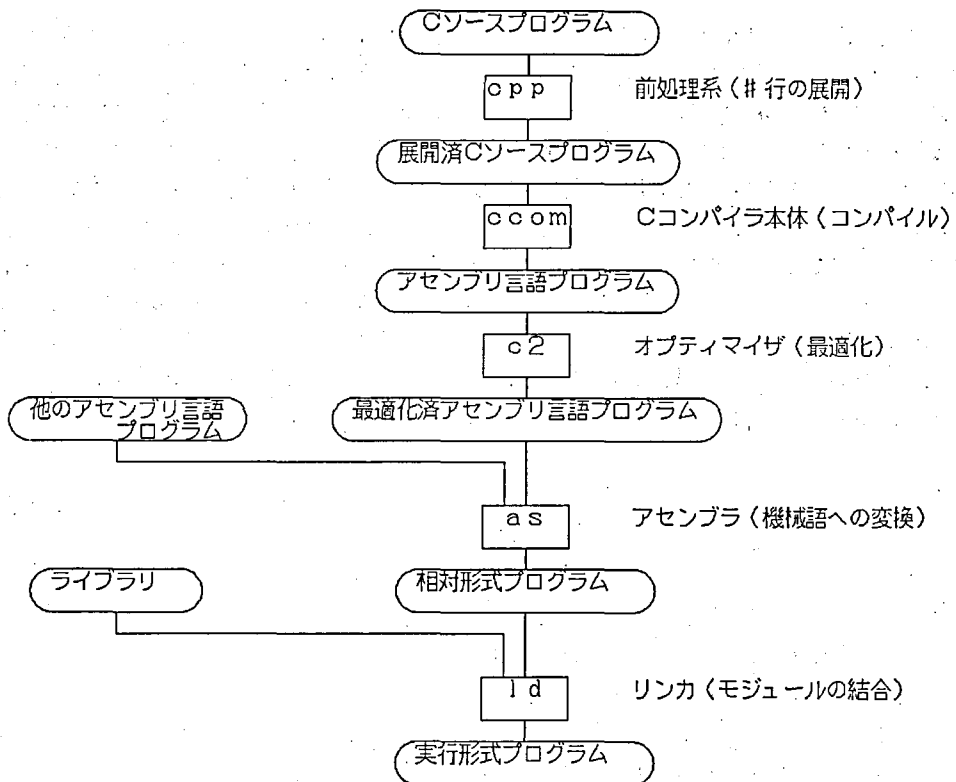 Cソースプログラム
cpp
前処理系(#行の展開)
展開済Cソースプログラム
ccom
Cコンパイラ本体(コンパイル)
アセンブリ言語プログラム
c2
オプティマイザ(最適化)
他のアセンブリ言語
プログラム
最適化済アセンブリ言語プログラム
as
アセンブラ(機械語への変換)
ライブラリ
相対形式プログラム
ld
リンカ(モジュールの結合)
実行形式プログラム